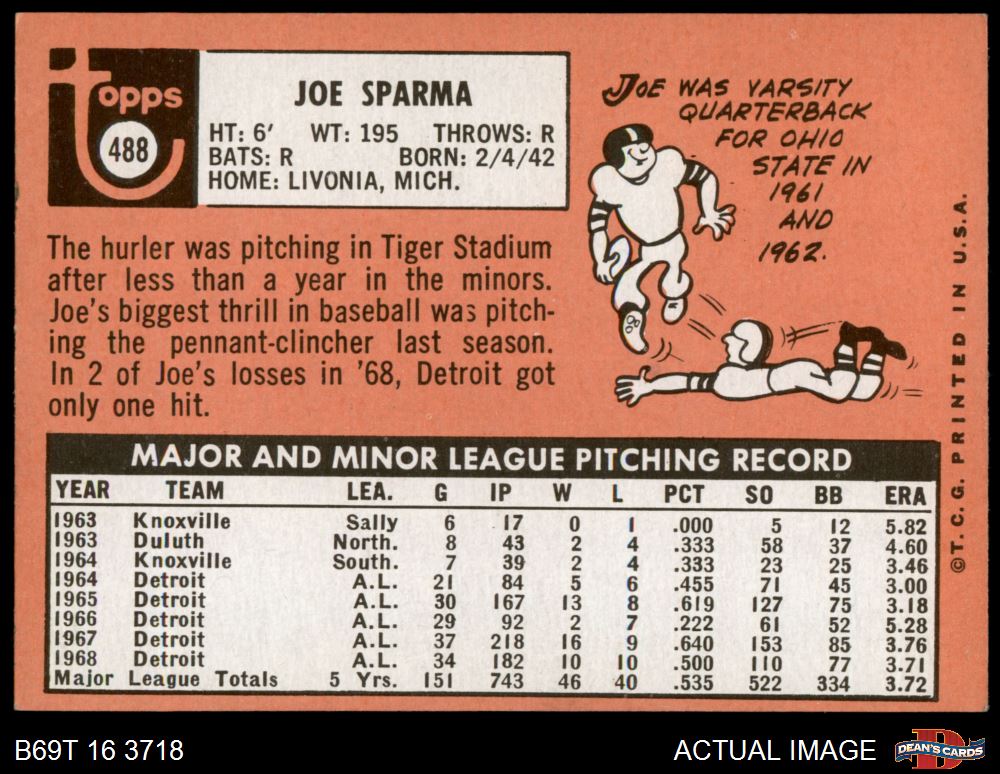 topps
488
JOE SPARMA
HT: 6' WT: 195 THROWS: R
BATS: R BORN: 2/4/42
HOME: LIVONIA, MICH.
JOE WAS VARSITY
QUARTERBACK
FOR OHIO
STATE IN
1961
AND
1962.
The hurler was pitching in Tiger Stadium
after less than a year in the minors.
Joe's biggest thrill in baseball was pitch-
ing the pennant-clincher last season.
In 2 of Joe's losses in '68, Detroit got
only one hit.
MAJOR AND MINOR LEAGUE PITCHING RECORD
YEAR TEAM LEA. G IP W L PCT SO BB ERA
1963 Knoxville Sally 6 17 0 1 .000 5 12 5.82
1963 Duluth North. 8 43 2 4 .333 58 37 4.60
1964 Knoxville South. 7 39 2 4 .333 23 25 3.46
1964 Detroit A.L. 21 84 5 6 .455 71 45 3.00
1965 Detroit A.L. 30 167 13 8 .619 127 75 3.18
1966 Detroit A.L. 29 92 2 7 .222 61 52 5.28
1967 Detroit A.L. 37 218 16 9 .640 153 85 3.76
1968 Detroit A.L. 34 182 10 10 .500 110 77 3.71
Major League Totals 5 Yrs. 151 743 46 40 .535 522 334 3.72
©T.C.G. PRINTED IN U.S.A.
B69T 16 3718
ACTUAL IMAGE
DEAN'S CARDS